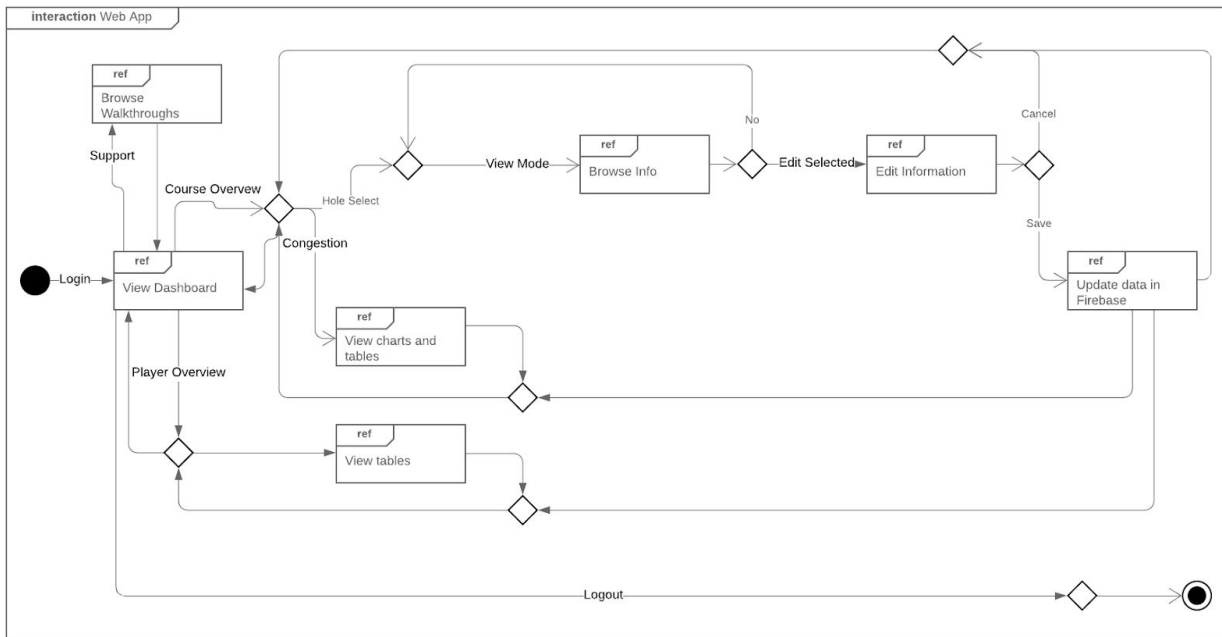 interaction Web App
ref
Browse
Walkthroughs
Support
Course Overvew
Hole Select
View Mode
ref
Browse Info
No
Edit Selected
ref
Edit Information
Cancel
Save
Congestion
Login
ref
View Dashboard
ref
Update data in
Firebase
ref
View charts and
tables
Player Overview
ref
View tables
Logout